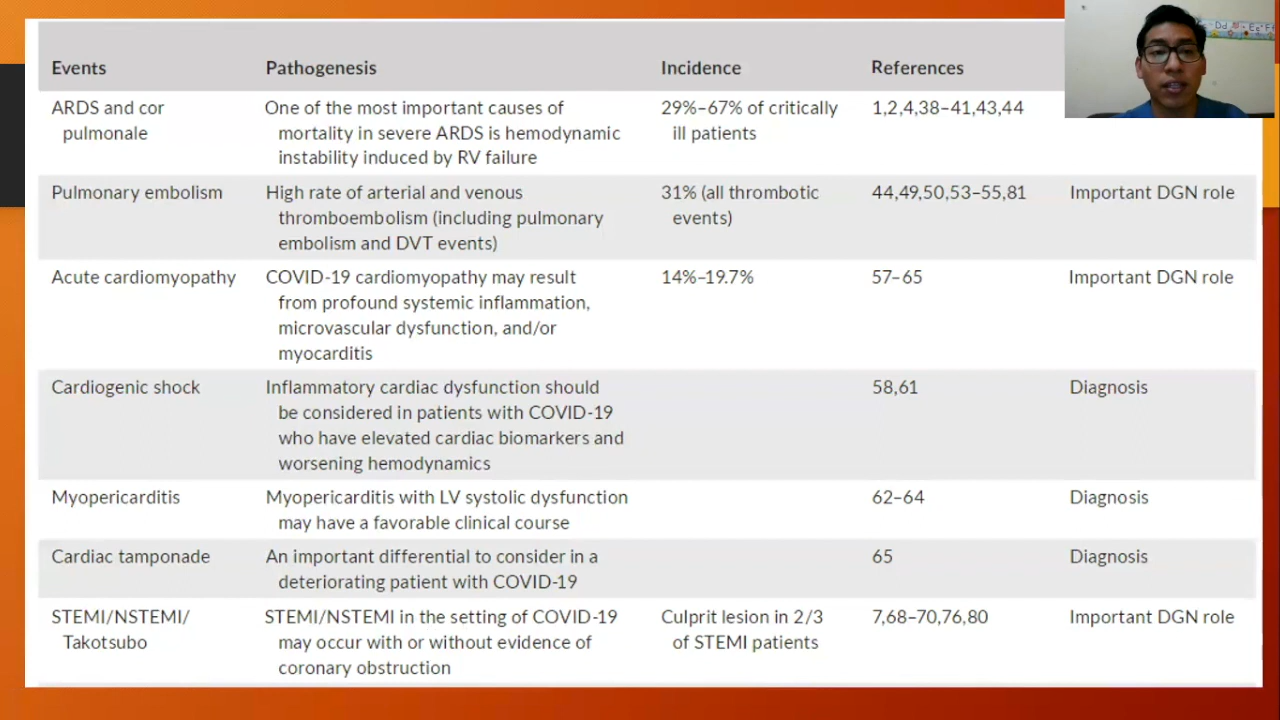 Events Pathogenesis Incidence References
ARDS and cor One of the most important causes of 29%–67% of critically 1,2,4,38–41,43,44
pulmonale mortality in severe ARDS is hemodynamic ill patients
instability induced by RV failure
Pulmonary embolism High rate of arterial and venous 31% (all thrombotic 44,49,50,53–55,81 Important DGN role
thromboembolism (including pulmonary events)
embolism and DVT events)
Acute cardiomyopathy COVID-19 cardiomyopathy may result 14%–19.7% 57–65 Important DGN role
from profound systemic inflammation,
microvascular dysfunction, and/or
myocarditis
Cardiogenic shock Inflammatory cardiac dysfunction should 58,61 Diagnosis
be considered in patients with COVID-19
who have elevated cardiac biomarkers and
worsening hemodynamics
Myopericarditis Myopericarditis with LV systolic dysfunction 62–64 Diagnosis
may have a favorable clinical course
Cardiac tamponade An important differential to consider in a 65 Diagnosis
deteriorating patient with COVID-19
STEMI/NSTEMI/ STEMI/NSTEMI in the setting of COVID-19 Culprit lesion in 2/3 7,68–70,76,80 Important DGN role
Takotsubo may occur with or without evidence of of STEMI patients
coronary obstruction
Dd Ee Ff